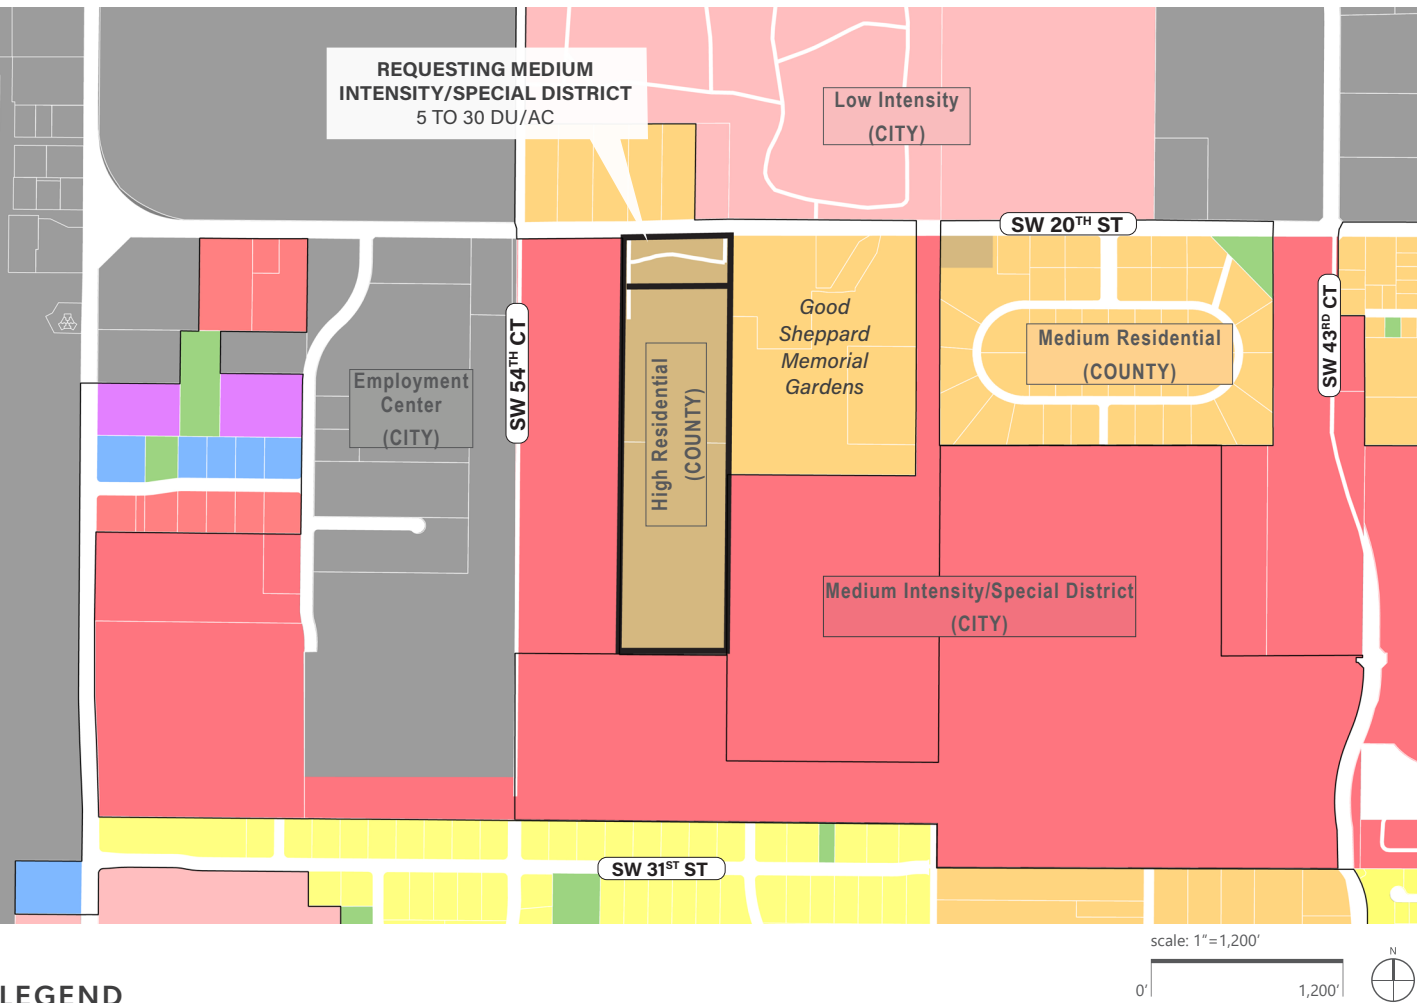 REQUESTING MEDIUM
INTENSITY/SPECIAL DISTRICT
5 TO 30 DU/AC
Low Intensity
(CITY)
SW 20TH ST
SW 54TH CT
SW 43RD CT
Good
Sheppard
Memorial
Gardens
Medium Residential
(COUNTY)
Employment
Center
(CITY)
High Residential
(COUNTY)
Medium Intensity/Special District
(CITY)
SW 31ST ST
scale: 1"=1,200'
0'
1,200'
N
LEGEND